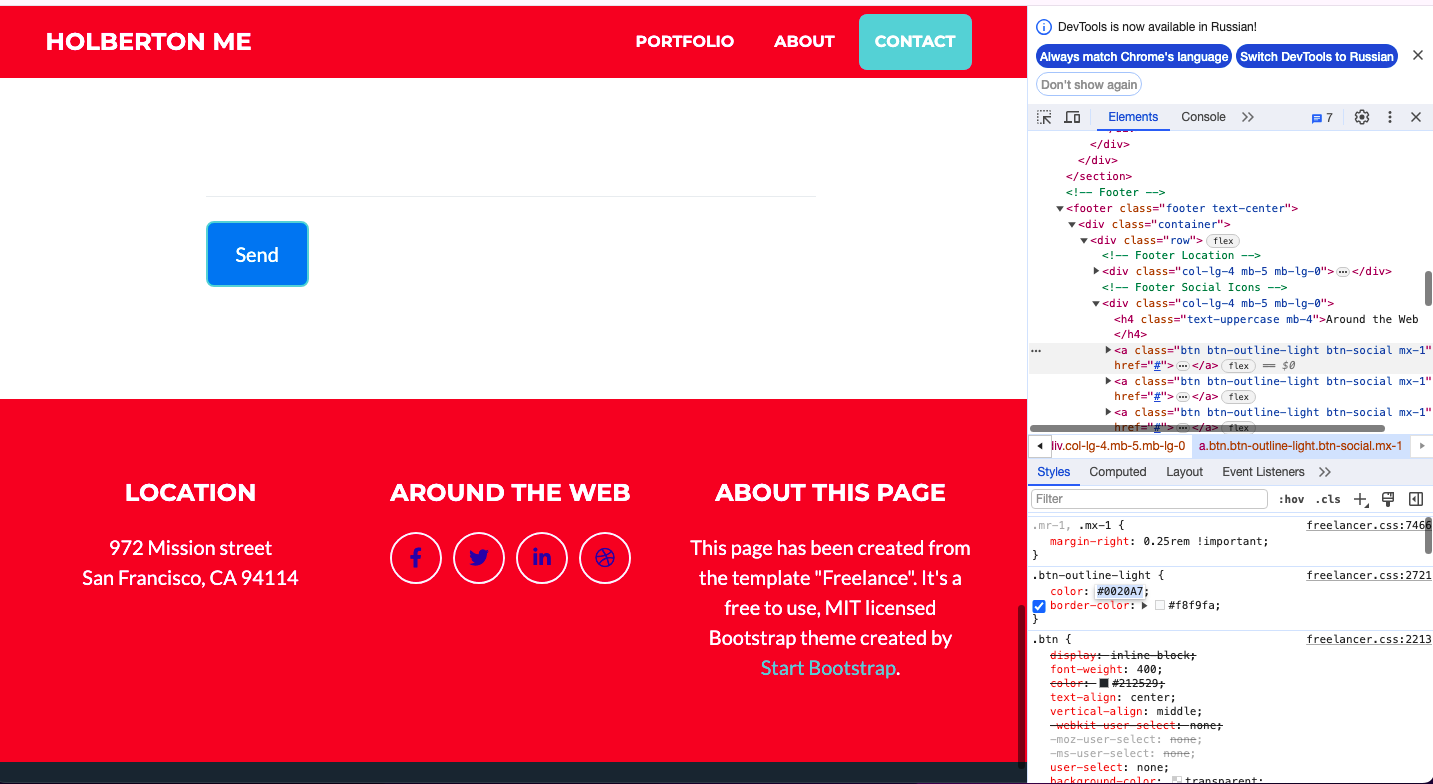 HOLBERTON ME
PORTFOLIO
ABOUT
CONTACT
Send
LOCATION
972 Mission street
San Francisco, CA 94114
AROUND THE WEB
ABOUT THIS PAGE
This page has been created from
the template "Freelance". It's a
free to use, MIT licensed
Bootstrap theme created by
Start Bootstrap.
DevTools is now available in Russian!
Always match Chrome's language
Switch DevTools to Russian
Don't show again
Elements
Console
7
</div>
</div>
</section>
<!-- Footer -->
<footer class="footer text-center">
<div class="container">
<div class="row"> flex
<!-- Footer Location -->
<div class="col-lg-4 mb-5 mb-lg-0"> … </div>
<!-- Footer Social Icons -->
<div class="col-lg-4 mb-5 mb-lg-0">
<h4 class="text-uppercase mb-4">Around the Web
</h4>
<a class="btn btn-outline-light btn-social mx-1"
href="#"> … </a> flex == $0
<a class="btn btn-outline-light btn-social mx-1"
href="#"> … </a> flex
<a class="btn btn-outline-light btn-social mx-1"
href="#"> … </a> flex
iv.col-lg-4.mb-5.mb-lg-0
a.btn.btn-outline-light.btn-social.mx-1
Styles
Computed
Layout
Event Listeners
Filter
:hov
.cls
.mr-1, .mx-1 {
freelancer.css:7466
margin-right: 0.25rem !important;
}
.btn-outline-light {
freelancer.css:2721
color: #0020A7;
border-color: #f8f9fa;
}
.btn {
freelancer.css:2213
display: inline-block;
font-weight: 400;
color: #212529;
text-align: center;
vertical-align: middle;
-webkit-user-select: none;
-moz-user-select: none;
-ms-user-select: none;
user-select: none;
background-color: transparent;